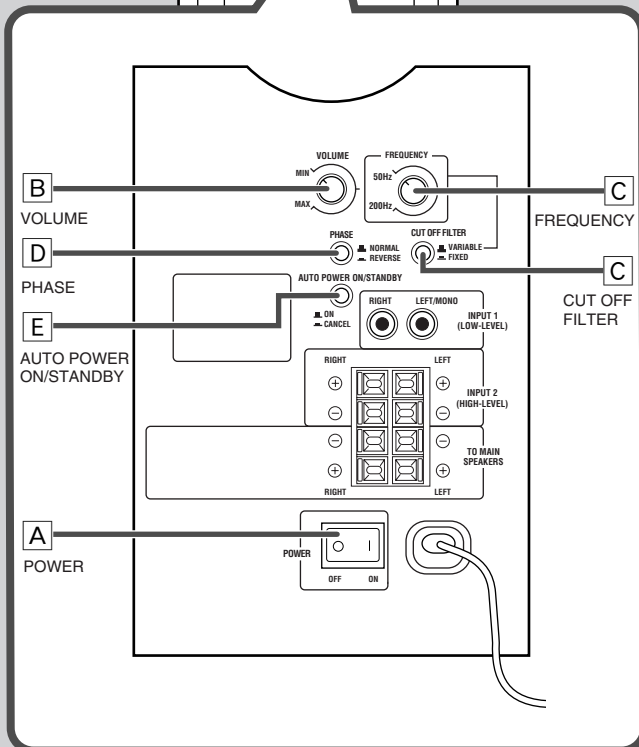 VOLUME
MIN
MAX
FREQUENCY
50Hz
200Hz
B
VOLUME
C
FREQUENCY
D
PHASE
PHASE
NORMAL
REVERSE
CUT OFF FILTER
VARIABLE
FIXED
C
CUT OFF
FILTER
E
AUTO POWER
ON/STANDBY
AUTO POWER ON/STANDBY
ON
CANCEL
RIGHT LEFT/MONO
INPUT 1
(LOW-LEVEL)
RIGHT LEFT
+ +
INPUT 2
(HIGH-LEVEL)
− −
− −
TO MAIN
SPEAKERS
+ +
RIGHT LEFT
A
POWER
POWER
OFF ON